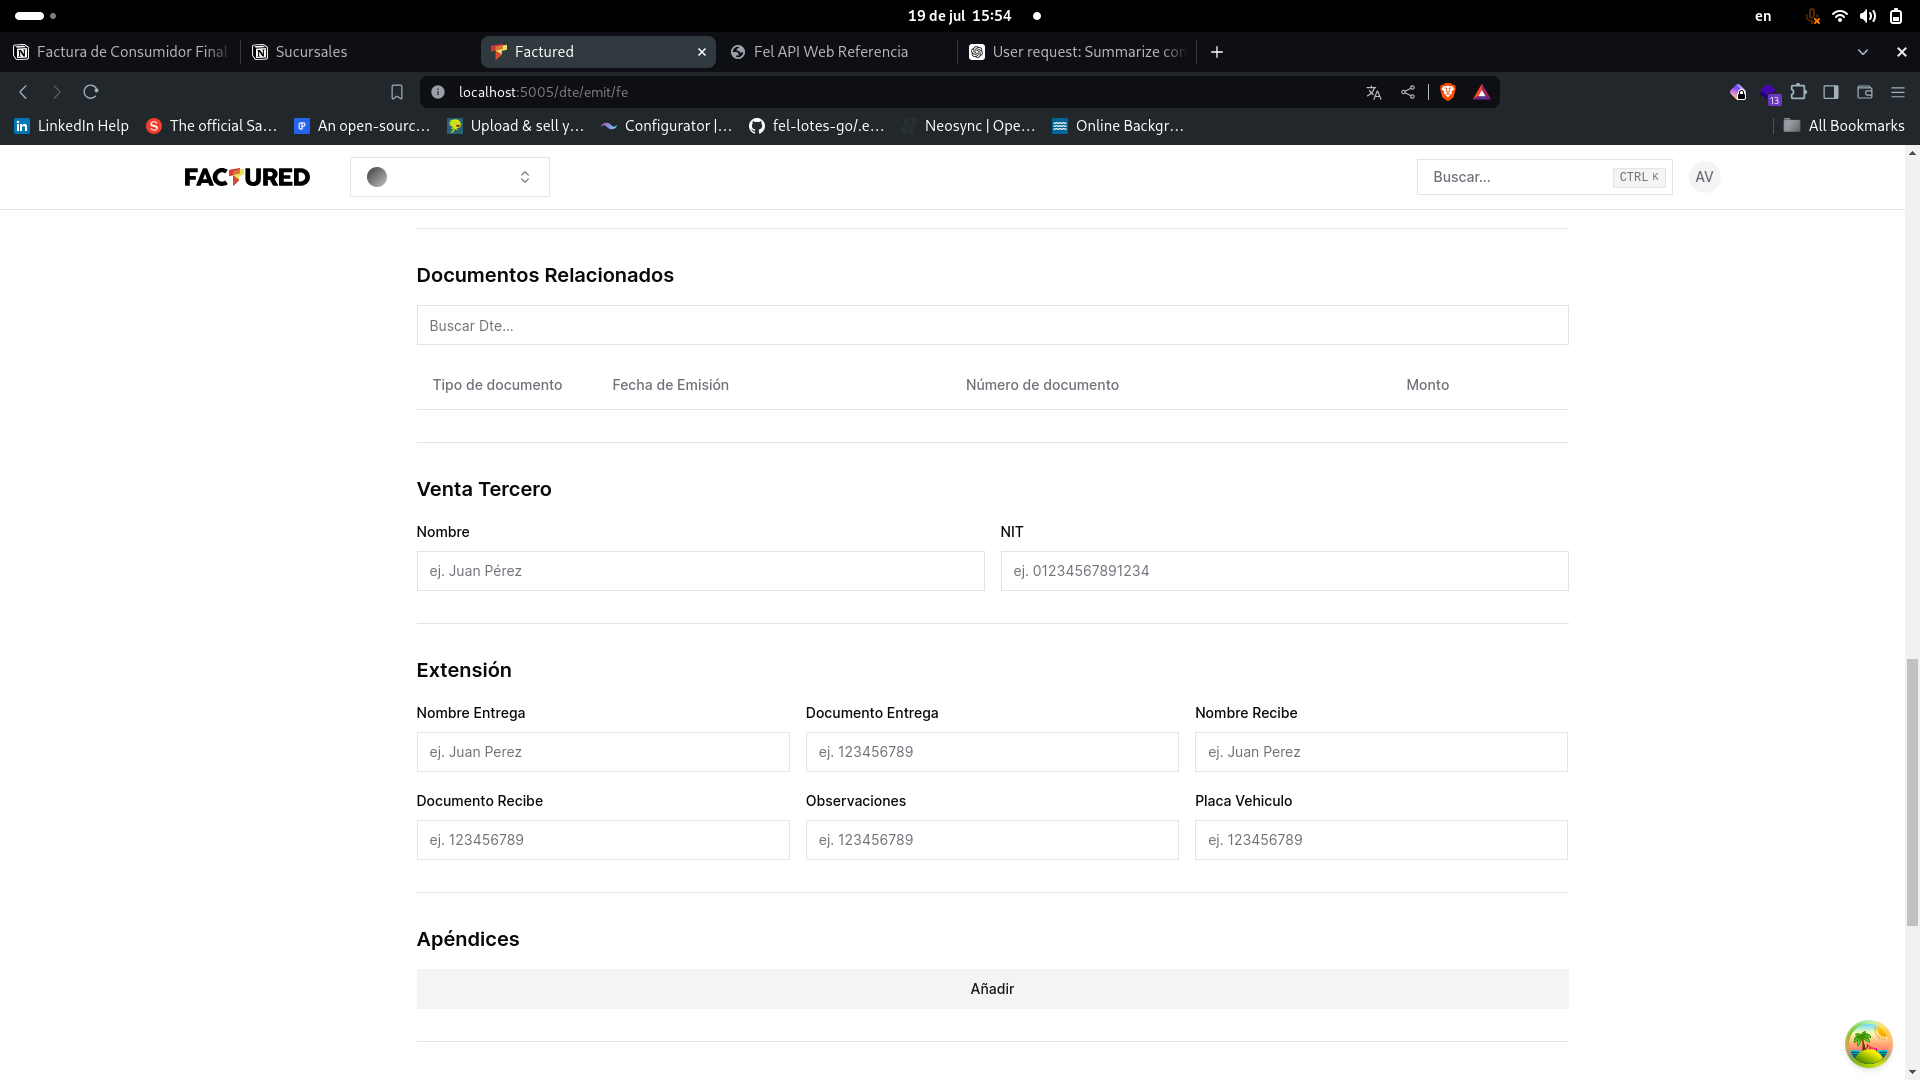 19 de jul 15:54
en
Factura de Consumidor Final
Sucursales
Factured
Fel API Web Referencia
User request: Summarize con
localhost:5005/dte/emit/fe
13
LinkedIn Help
The official Sa...
An open-sourc...
Upload & sell y...
Configurator |...
fel-lotes-go/.e...
Neosync | Ope...
Online Backgr...
All Bookmarks
FACTURED
Buscar...
CTRL K
AV
Documentos Relacionados
Buscar Dte...
Tipo de documento
Fecha de Emisión
Número de documento
Monto
Venta Tercero
Nombre
NIT
ej. Juan Pérez
ej. 01234567891234
Extensión
Nombre Entrega
Documento Entrega
Nombre Recibe
ej. Juan Perez
ej. 123456789
ej. Juan Perez
Documento Recibe
Observaciones
Placa Vehiculo
ej. 123456789
ej. 123456789
ej. 123456789
Apéndices
Añadir